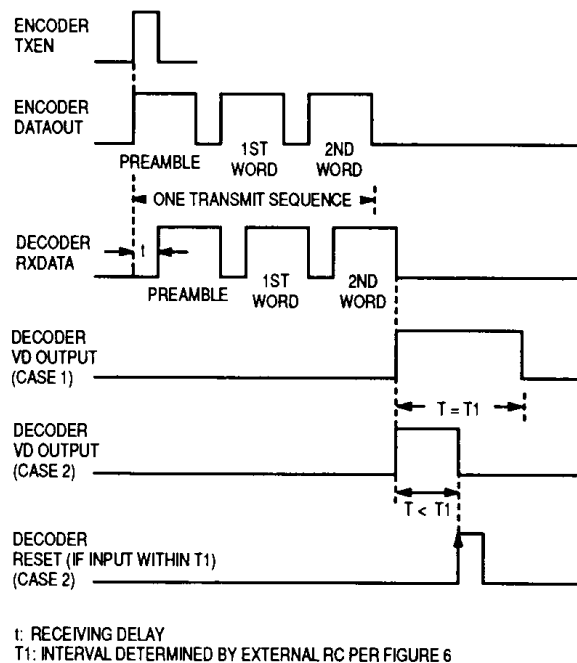 ENCODER
TXEN
ENCODER
DATAOUT
PREAMBLE
1ST
WORD
2ND
WORD
ONE TRANSMIT SEQUENCE
DECODER
RXDATA
t
PREAMBLE
1ST
WORD
2ND
WORD
DECODER
VD OUTPUT
(CASE 1)
T = T1
DECODER
VD OUTPUT
(CASE 2)
T < T1
DECODER
RESET (IF INPUT WITHIN T1)
(CASE 2)
t: RECEIVING DELAY
T1: INTERVAL DETERMINED BY EXTERNAL RC PER FIGURE 6